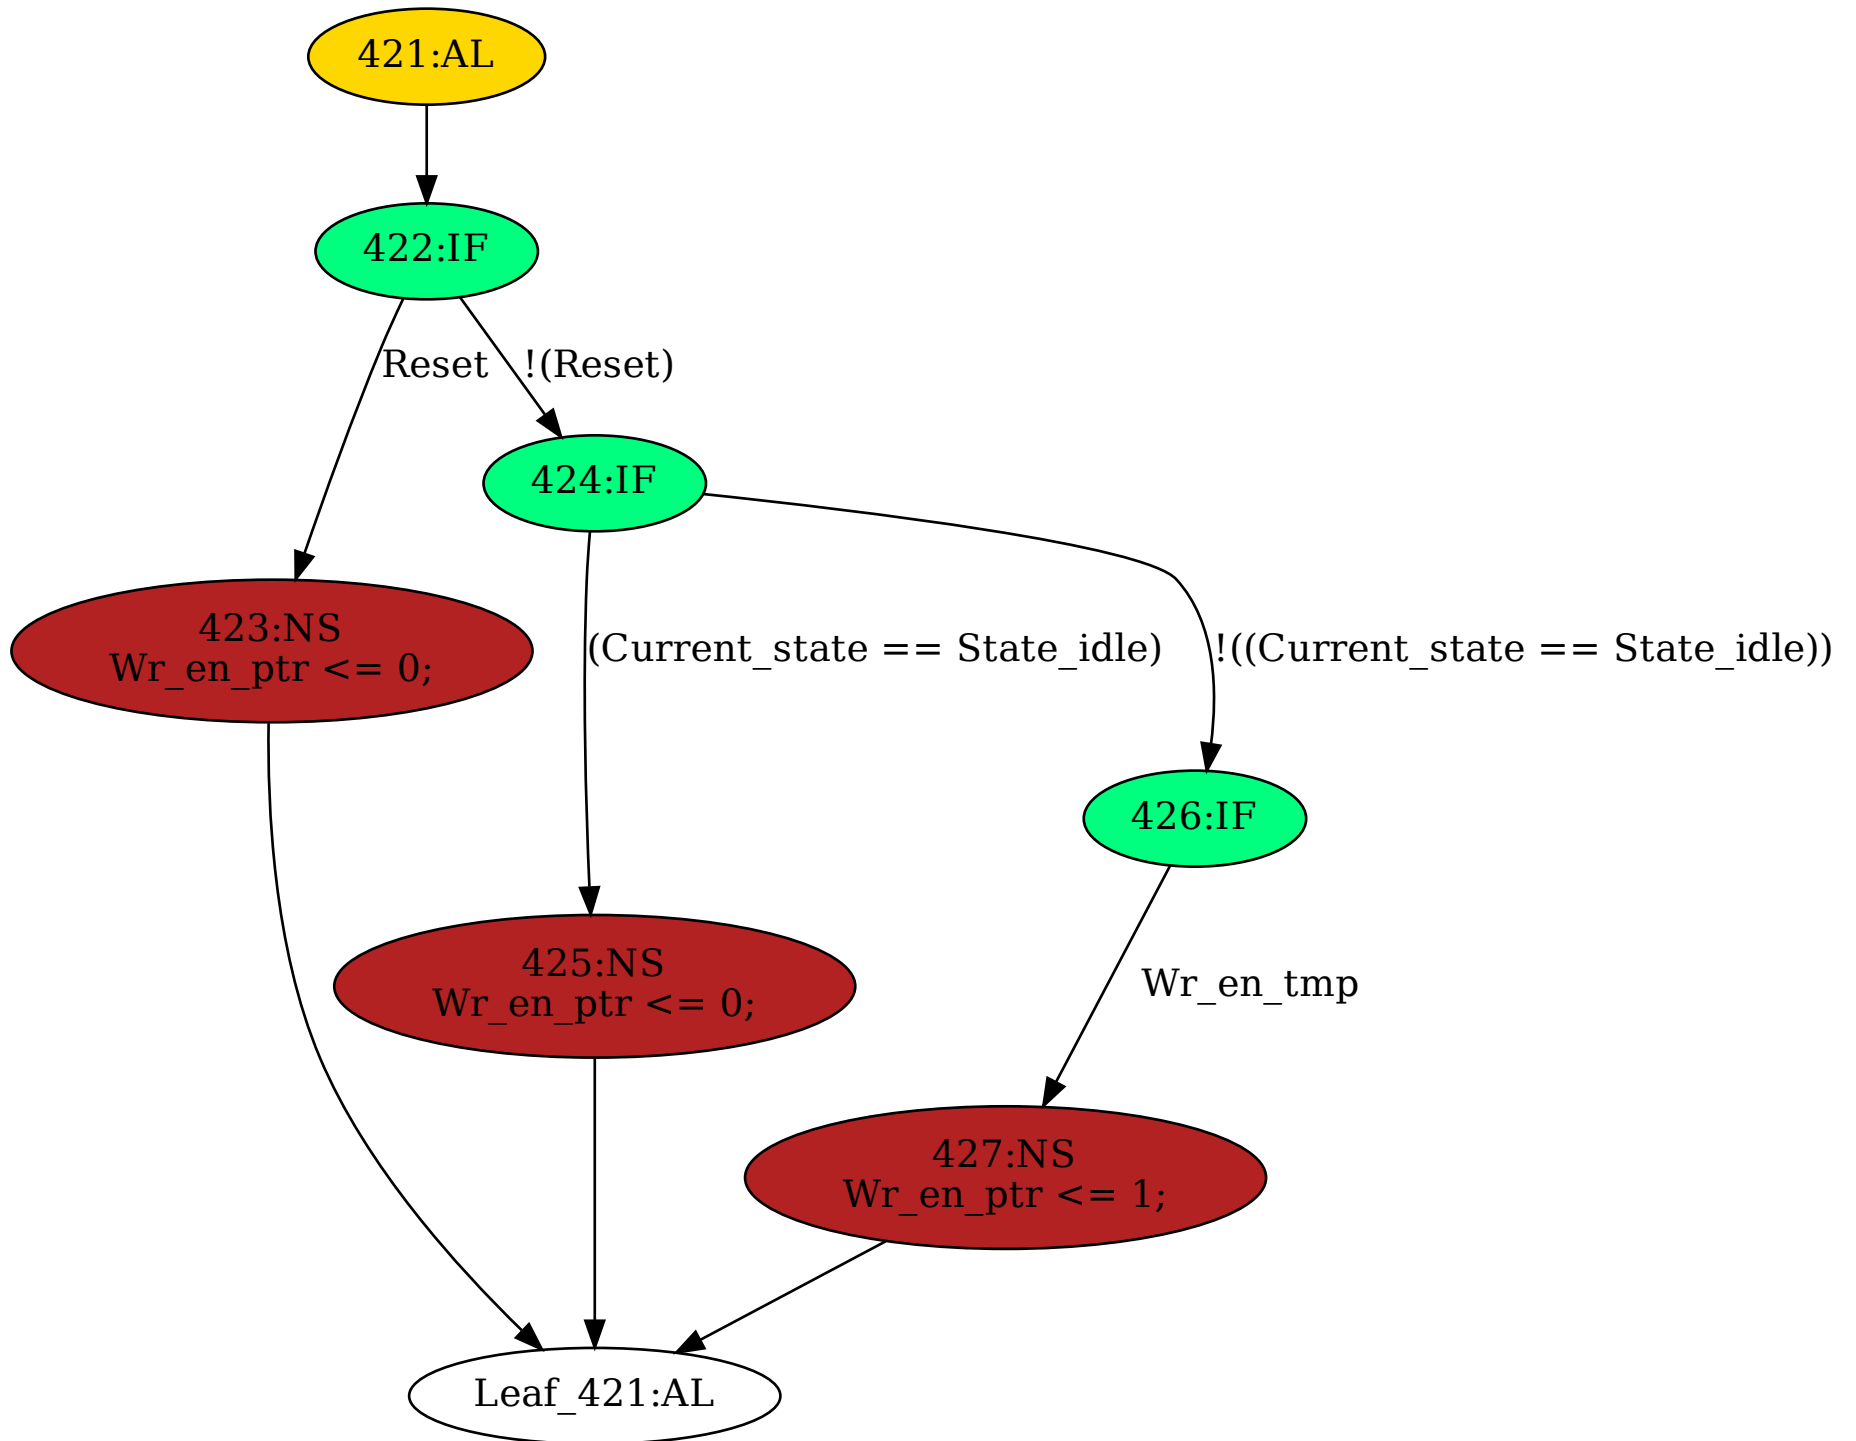 421:AL
422:IF
Reset
!(Reset)
424:IF
423:NS
Wr_en_ptr <= 0;
(Current_state == State_idle)
!((Current_state == State_idle))
426:IF
425:NS
Wr_en_ptr <= 0;
Wr_en_tmp
427:NS
Wr_en_ptr <= 1;
Leaf_421:AL